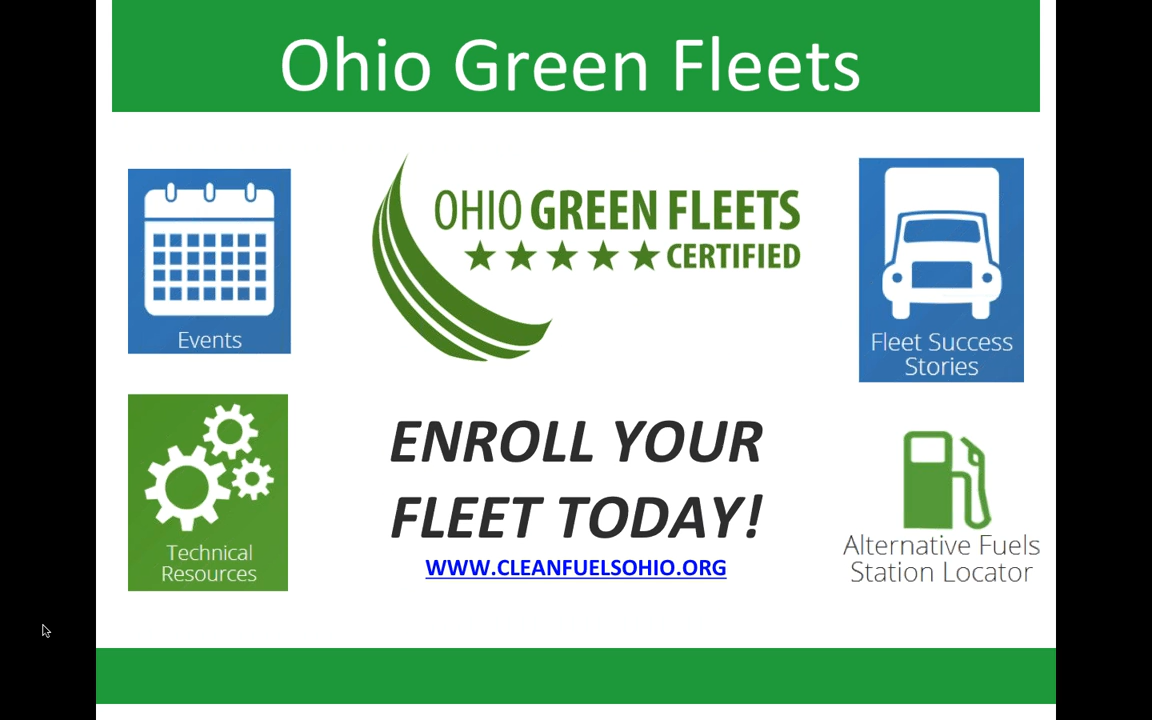 Ohio Green Fleets
Events
OHIO GREEN FLEETS
CERTIFIED
Fleet Success
Stories
Technical
Resources
ENROLL YOUR
FLEET TODAY!
WWW.CLEANFUELSOHIO.ORG
Alternative Fuels
Station Locator